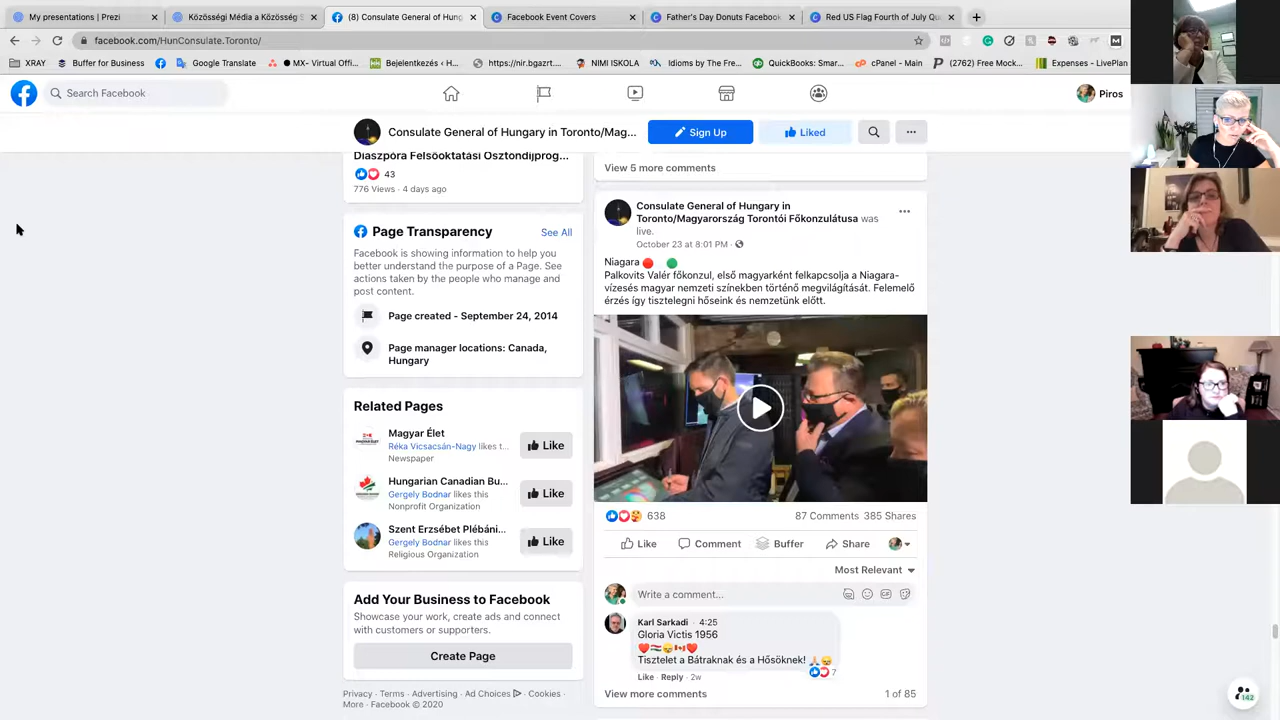 My presentations | Prezi
Közösségi Média a Közösség S
(8) Consulate General of Hung
Facebook Event Covers
Father's Day Donuts Facebook
Red US Flag Fourth of July Qu
facebook.com/HunConsulate.Toronto/
XRAY
Buffer for Business
Google Translate
MX- Virtual Offi...
Bejelentkezés ‹ H...
https://nir.bgazrt....
NIMI ISKOLA
Idioms by The Fre...
QuickBooks: Smar...
cPanel - Main
(2762) Free Mock...
Expenses - LivePlan
Search Facebook
Piros
Consulate General of Hungary in Toronto/Mag...
Sign Up
Liked
Diaszpóra Felsőoktatási Ösztöndíjprog...
43
776 Views · 4 days ago
Page Transparency
See All
Facebook is showing information to help you
better understand the purpose of a Page. See
actions taken by the people who manage and
post content.
Page created - September 24, 2014
Page manager locations: Canada,
Hungary
Related Pages
Magyar Élet
Réka Vicsacsán-Nagy likes t...
Newspaper
Like
Hungarian Canadian Bu...
Gergely Bodnar likes this
Nonprofit Organization
Like
Szent Erzsébet Plébáni...
Gergely Bodnar likes this
Religious Organization
Like
Add Your Business to Facebook
Showcase your work, create ads and connect
with customers or supporters.
Create Page
Privacy · Terms · Advertising · Ad Choices · Cookies ·
More · Facebook © 2020
View 5 more comments
Consulate General of Hungary in
Toronto/Magyarország Torontói Főkonzulátusa was
live.
October 23 at 8:01 PM ·
Niagara
Palkovits Valér főkonzul, első magyarként felkapcsolja a Niagara-
vízesés magyar nemzeti színekben történő megvilágítását. Felemelő
érzés így tisztelegni hőseink és nemzetünk előtt.
638
87 Comments 385 Shares
Like
Comment
Buffer
Share
Most Relevant
Write a comment...
GIF
Karl Sarkadi · 4:25
Gloria Victis 1956
Tisztelet a Bátraknak és a Hősöknek!
7
Like · Reply · 2w
View more comments
1 of 85
142